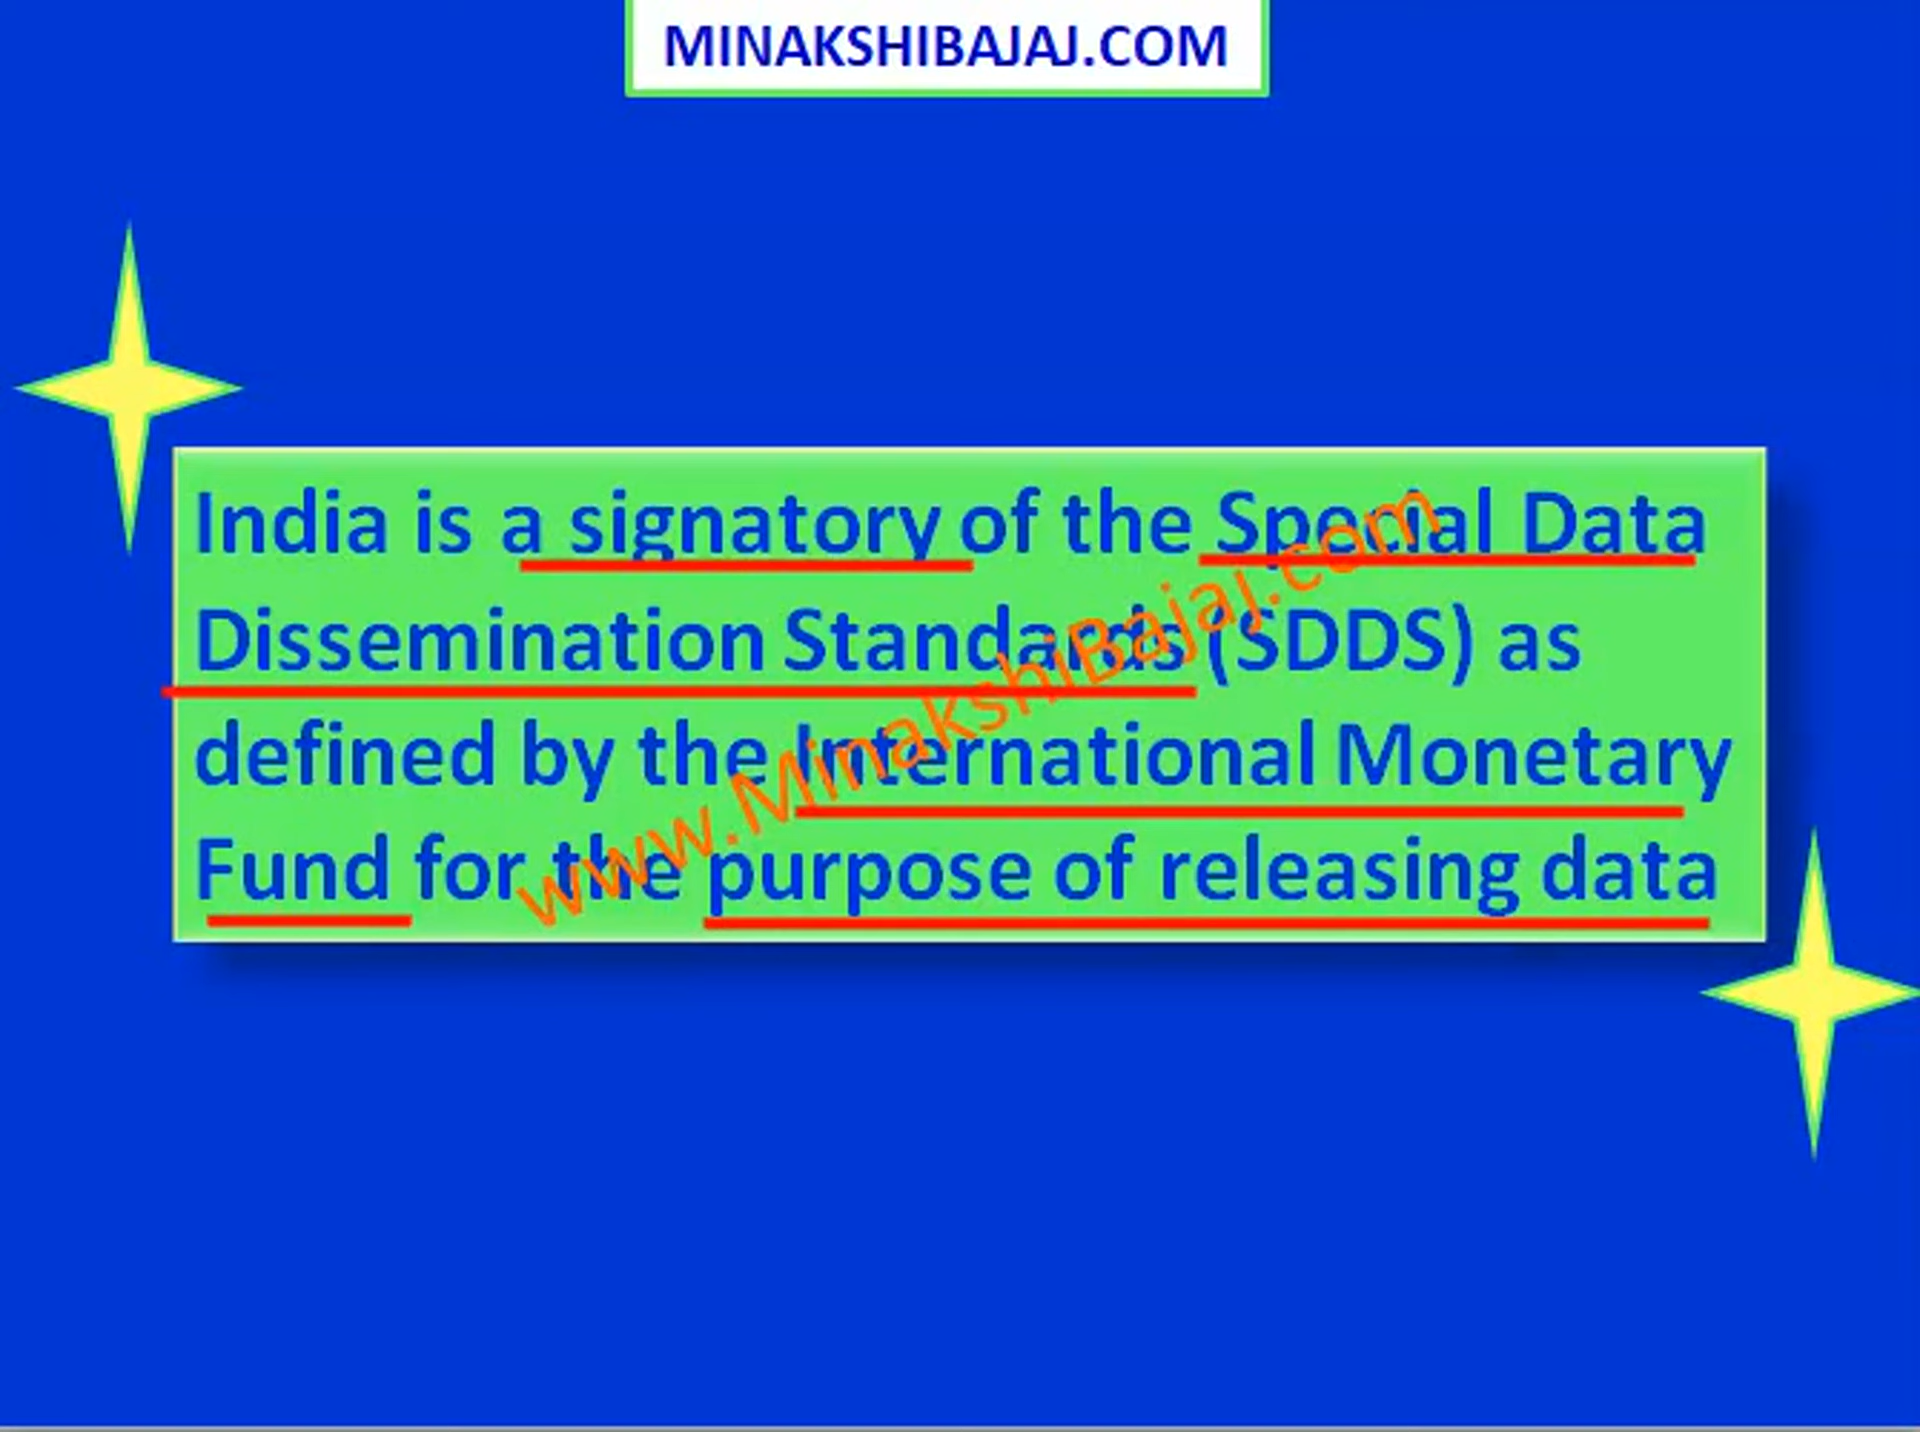 MINAKSHIBAJAJ.COM
India is a signatory of the Special Data
Dissemination Standards (SDDS) as
defined by the International Monetary
Fund for the purpose of releasing data
www.MinakshiBajaj.com